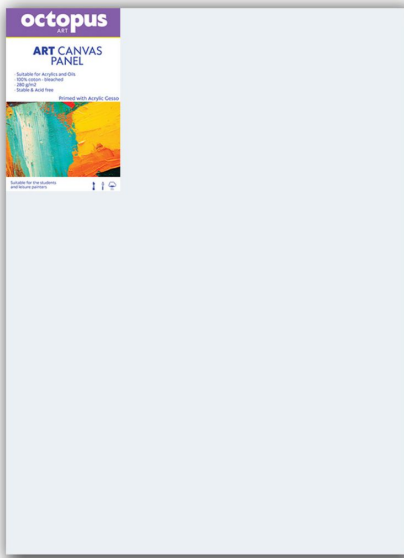 octopus
ART
ART CANVAS
PANEL
- Suitable for Acrylics and Oils
- 100% coton - bleached
- 280 g/m2
- Stable & Acid free
Primed with Acrylic Gesso
Suitable for the students
and leisure painters